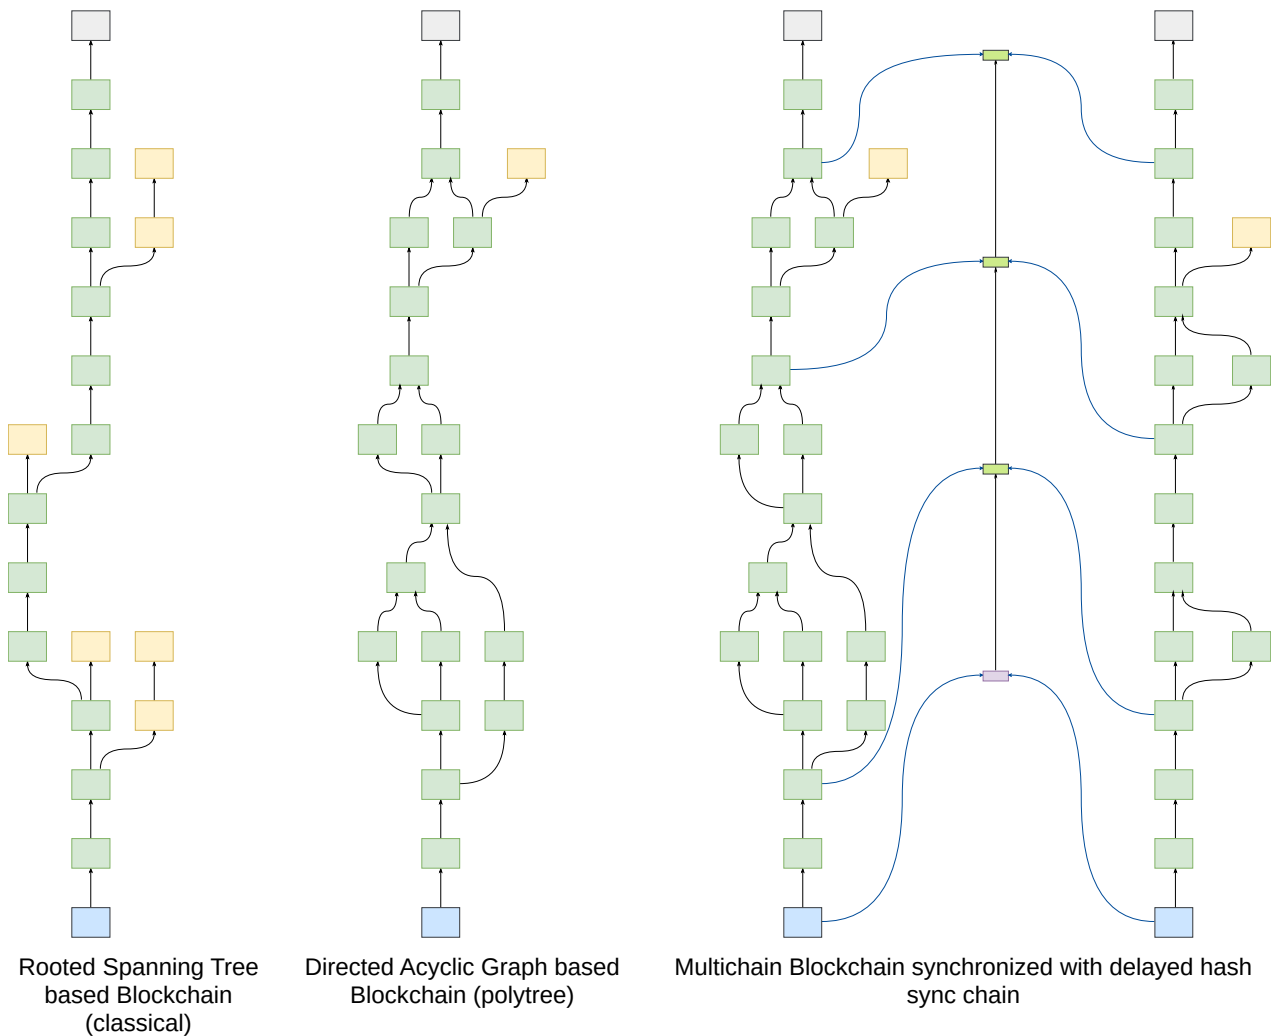 Rooted Spanning Tree
based Blockchain
(classical)
Directed Acyclic Graph based
Blockchain (polytree)
Multichain Blockchain synchronized with delayed hash
sync chain